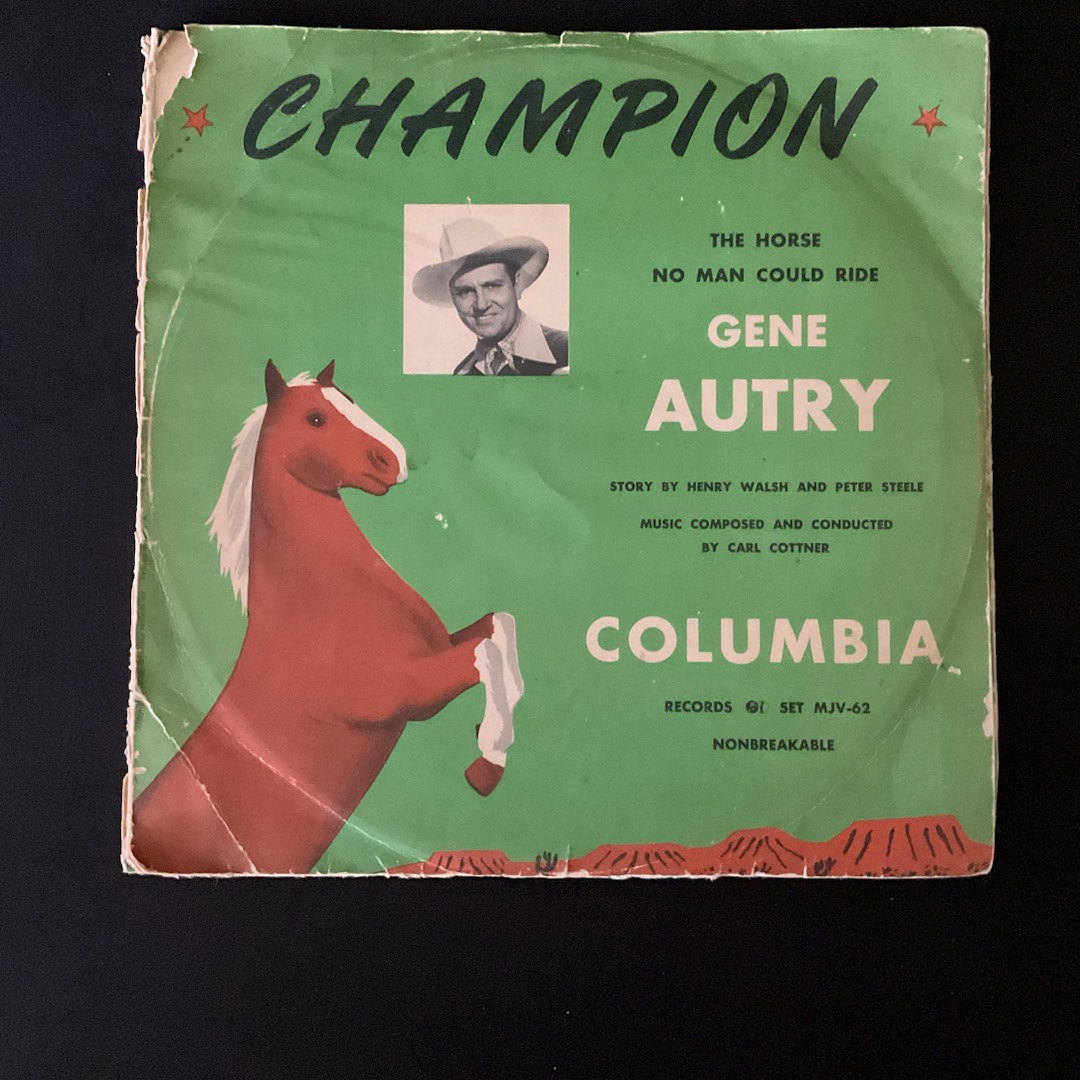 CHAMPION
THE HORSE
NO MAN COULD RIDE
GENE
AUTRY
STORY BY HENRY WALSH AND PETER STEELE
MUSIC COMPOSED AND CONDUCTED
BY CARL COTTNER
COLUMBIA
RECORDS SET MJV-62
NONBREAKABLE